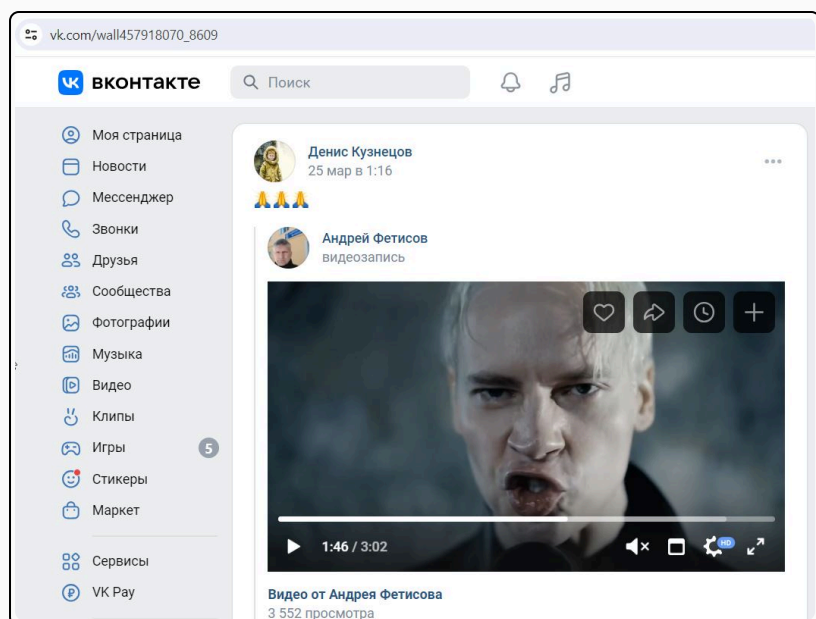 vk.com/wall457918070_8609
вконтакте
Поиск
Моя страница
Новости
Мессенджер
Звонки
Друзья
Сообщества
Фотографии
Музыка
Видео
Клипы
Игры
5
Стикеры
Маркет
Сервисы
VK Pay
Денис Кузнецов
25 мар в 1:16
🙏🙏🙏
Андрей Фетисов
видеозапись
1:46 / 3:02
HD
Видео от Андрея Фетисова
3 552 просмотра